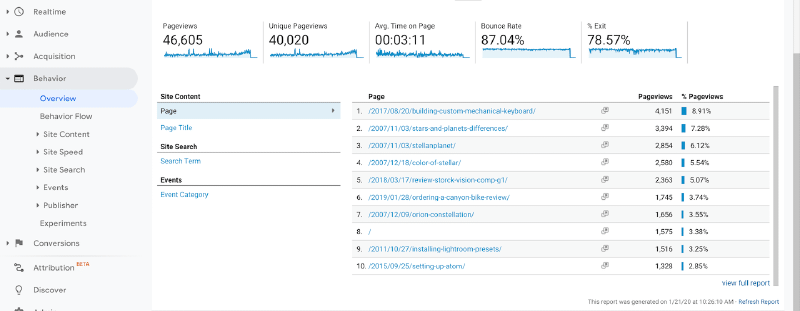 Realtime
Audience
Acquisition
Behavior
Overview
Behavior Flow
Site Content
Site Speed
Site Search
Events
Publisher
Experiments
Conversions
Attribution BETA
Discover
Pageviews
46,605
Unique Pageviews
40,020
Avg. Time on Page
00:03:11
Bounce Rate
87.04%
% Exit
78.57%
Site Content
Page
Page Title
Site Search
Search Term
Events
Event Category
Page Pageviews % Pageviews
1. /2017/08/20/building-custom-mechanical-keyboard/ 4,151 8.91%
2. /2007/11/03/stars-and-planets-differences/ 3,394 7.28%
3. /2007/11/03/stellanplanet/ 2,854 6.12%
4. /2007/12/18/color-of-stellar/ 2,580 5.54%
5. /2018/03/17/review-storck-vision-comp-g1/ 2,363 5.07%
6. /2019/01/28/ordering-a-canyon-bike-review/ 1,745 3.74%
7. /2007/12/09/orion-constellation/ 1,656 3.55%
8. / 1,575 3.38%
9. /2011/10/27/installing-lightroom-presets/ 1,516 3.25%
10. /2015/09/25/setting-up-atom/ 1,328 2.85%
view full report
This report was generated on 1/21/20 at 10:26:10 AM - Refresh Report